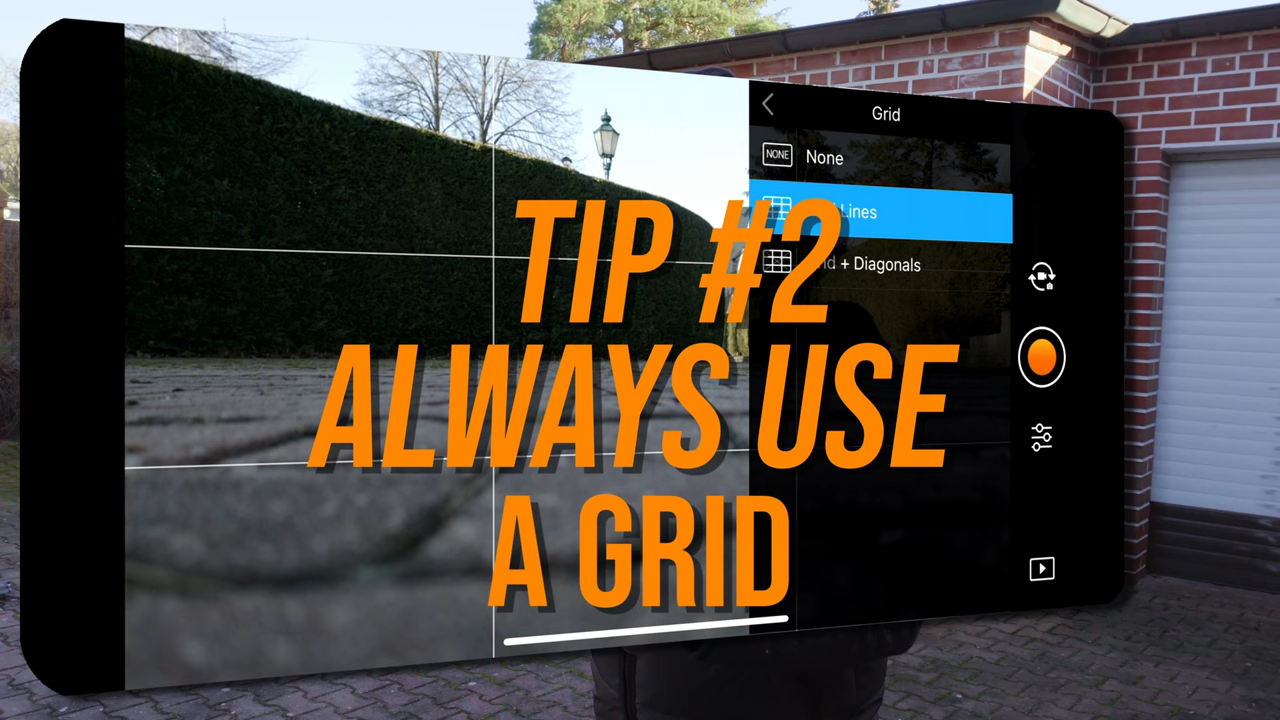 Grid
NONE None
Lines
+ Diagonals
TIP #2
ALWAYS USE
A GRID